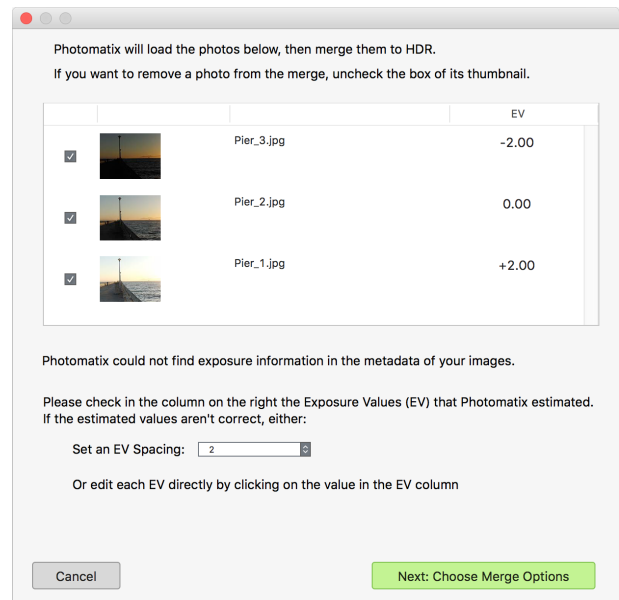 Photomatix will load the photos below, then merge them to HDR.
If you want to remove a photo from the merge, uncheck the box of its thumbnail.
EV
Pier_3.jpg -2.00
Pier_2.jpg 0.00
Pier_1.jpg +2.00
Photomatix could not find exposure information in the metadata of your images.
Please check in the column on the right the Exposure Values (EV) that Photomatix estimated.
If the estimated values aren't correct, either:
Set an EV Spacing: 2
Or edit each EV directly by clicking on the value in the EV column
Cancel Next: Choose Merge Options